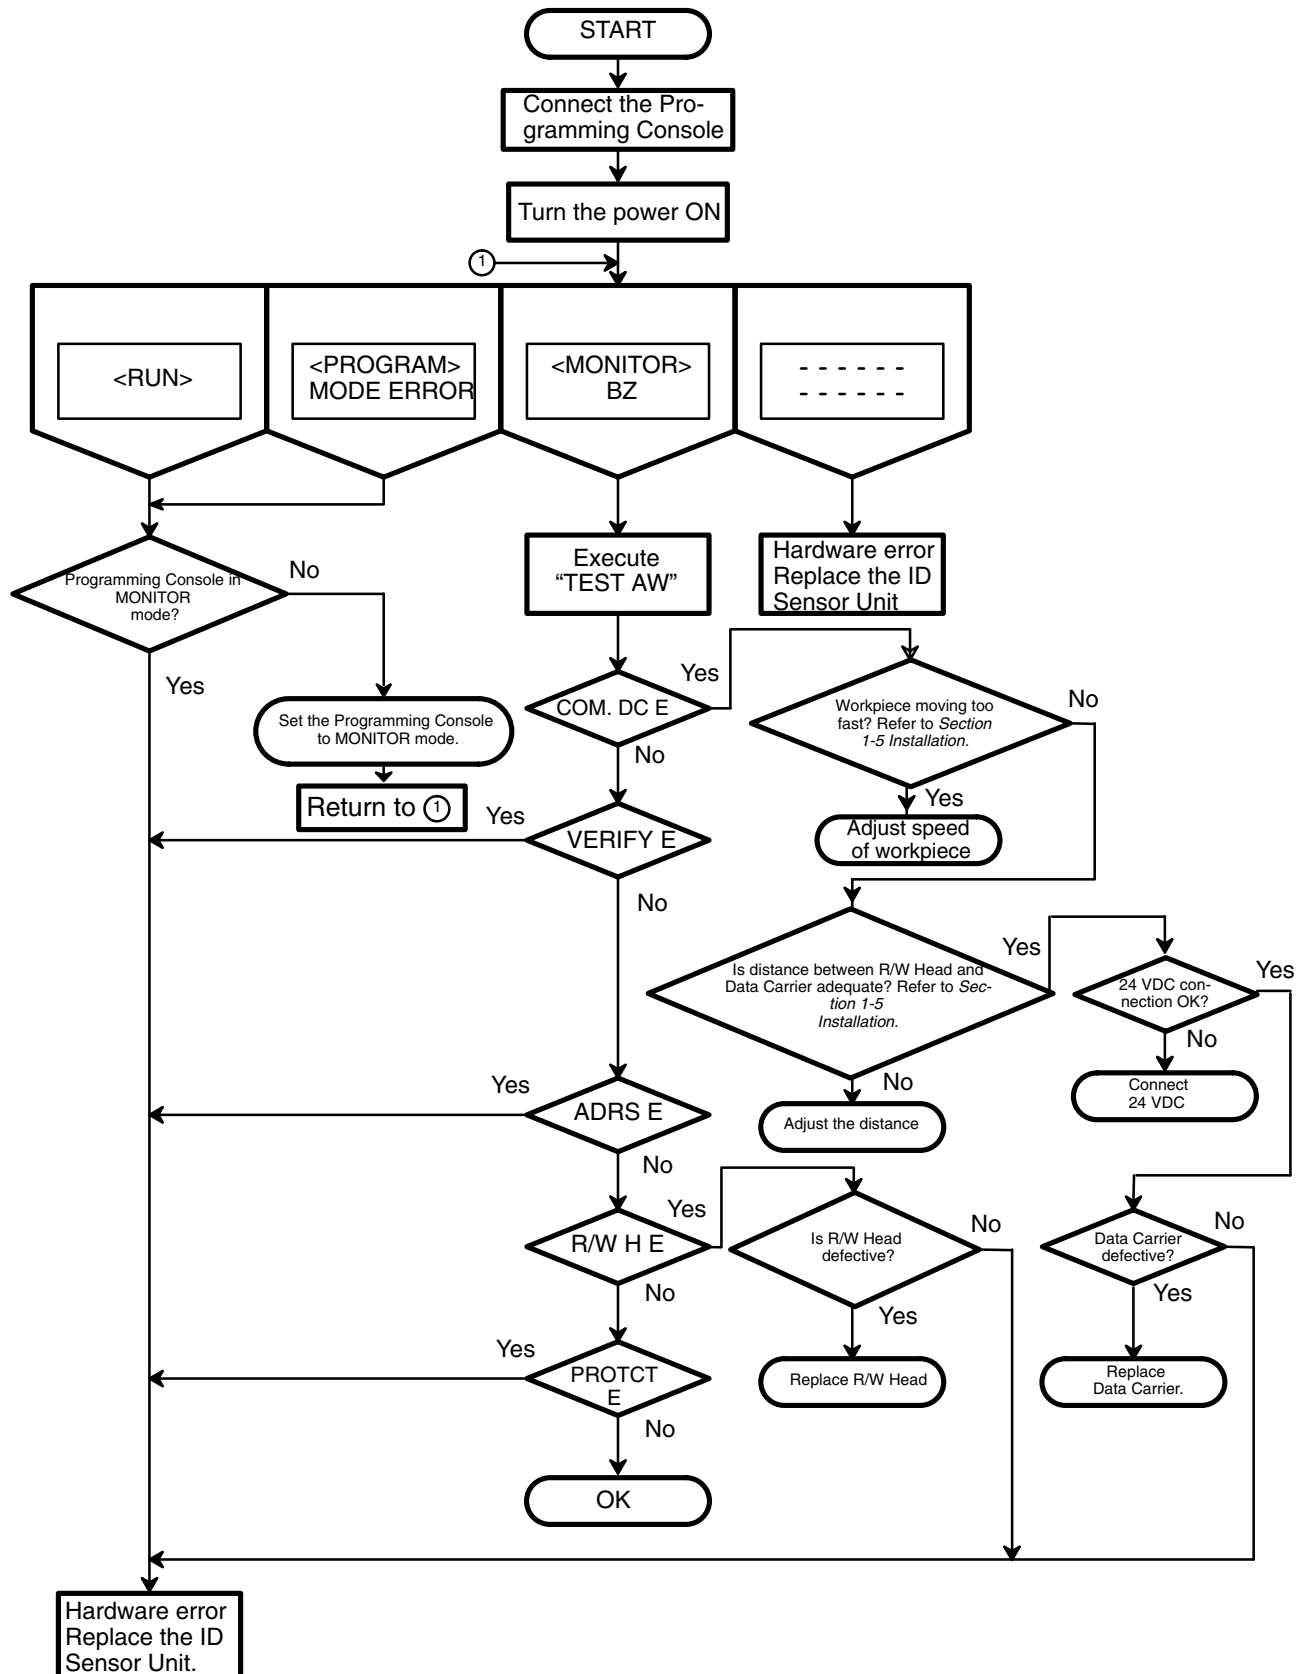 START
Connect the Pro-
gramming Console
Turn the power ON
1
<RUN>
<PROGRAM>
MODE ERROR
<MONITOR>
BZ
- - - - - -
- - - - - -
Programming Console in
MONITOR
mode?
No
Yes
Execute
“TEST AW”
Hardware error
Replace the ID
Sensor Unit
Set the Programming Console
to MONITOR mode.
Return to 1
COM. DC E
Yes
No
Workpiece moving too
fast? Refer to Section
1-5 Installation.
No
Yes
Adjust speed
of workpiece
VERIFY E
Yes
No
Is distance between R/W Head and
Data Carrier adequate? Refer to Sec-
tion 1-5
Installation.
Yes
No
Adjust the distance
24 VDC con-
nection OK?
Yes
No
Connect
24 VDC
ADRS E
Yes
No
R/W H E
Yes
No
Is R/W Head
defective?
No
Yes
Replace R/W Head
Data Carrier
defective?
No
Yes
Replace
Data Carrier.
PROTCT
E
Yes
No
OK
Hardware error
Replace the ID
Sensor Unit.